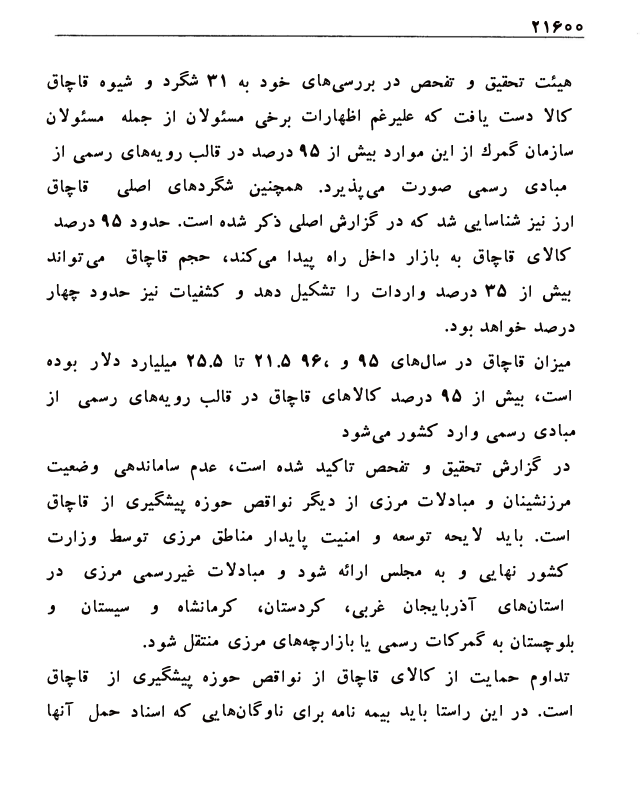 ۲۱۶۰۰
هیئت تحقیق و تفحص در بررسی‌های خود به ۳۱ شگرد و شیوه قاچاق
کالا دست یافت که علیرغم اظهارات برخی مسئولان از جمله مسئولان
سازمان گمرك از این موارد بیش از ۹۵ درصد در قالب رویه‌های رسمی از
مبادی رسمی صورت می‌پذیرد. همچنین شگردهای اصلی قاچاق
ارز نیز شناسایی شد که در گزارش اصلی ذکر شده است. حدود ۹۵ درصد
کالای قاچاق به بازار داخل راه پیدا می‌کند، حجم قاچاق می‌تواند
بیش از ۳۵ درصد واردات را تشکیل دهد و کشفیات نیز حدود چهار
درصد خواهد بود.
میزان قاچاق در سال‌های ۹۵ و ۹۶، ۲۱.۵ تا ۲۵.۵ میلیارد دلار بوده
است، بیش از ۹۵ درصد کالاهای قاچاق در قالب رویه‌های رسمی از
مبادی رسمی وارد کشور می‌شود
در گزارش تحقیق و تفحص تاکید شده است، عدم ساماندهی وضعیت
مرزنشینان و مبادلات مرزی از دیگر نواقص حوزه پیشگیری از قاچاق
است. باید لایحه توسعه و امنیت پایدار مناطق مرزی توسط وزارت
کشور نهایی و به مجلس ارائه شود و مبادلات غیررسمی مرزی در
استان‌های آذربایجان غربی، کردستان، کرمانشاه و سیستان و
بلوچستان به گمرکات رسمی یا بازارچه‌های مرزی منتقل شود.
تداوم حمایت از کالای قاچاق از نواقص حوزه پیشگیری از قاچاق
است. در این راستا باید بیمه نامه برای ناوگان‌هایی که اسناد حمل آنها